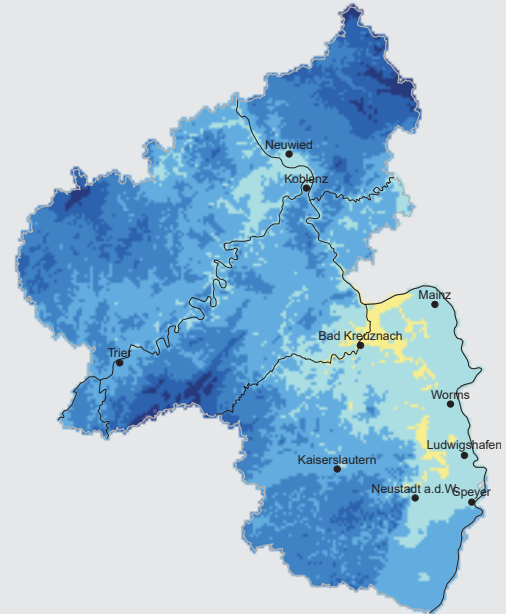 Neuwied
Koblenz
Mainz
Bad Kreuznach
Trier
Worms
Ludwigshafen
Kaiserslautern
Neustadt a.d.W.
Speyer